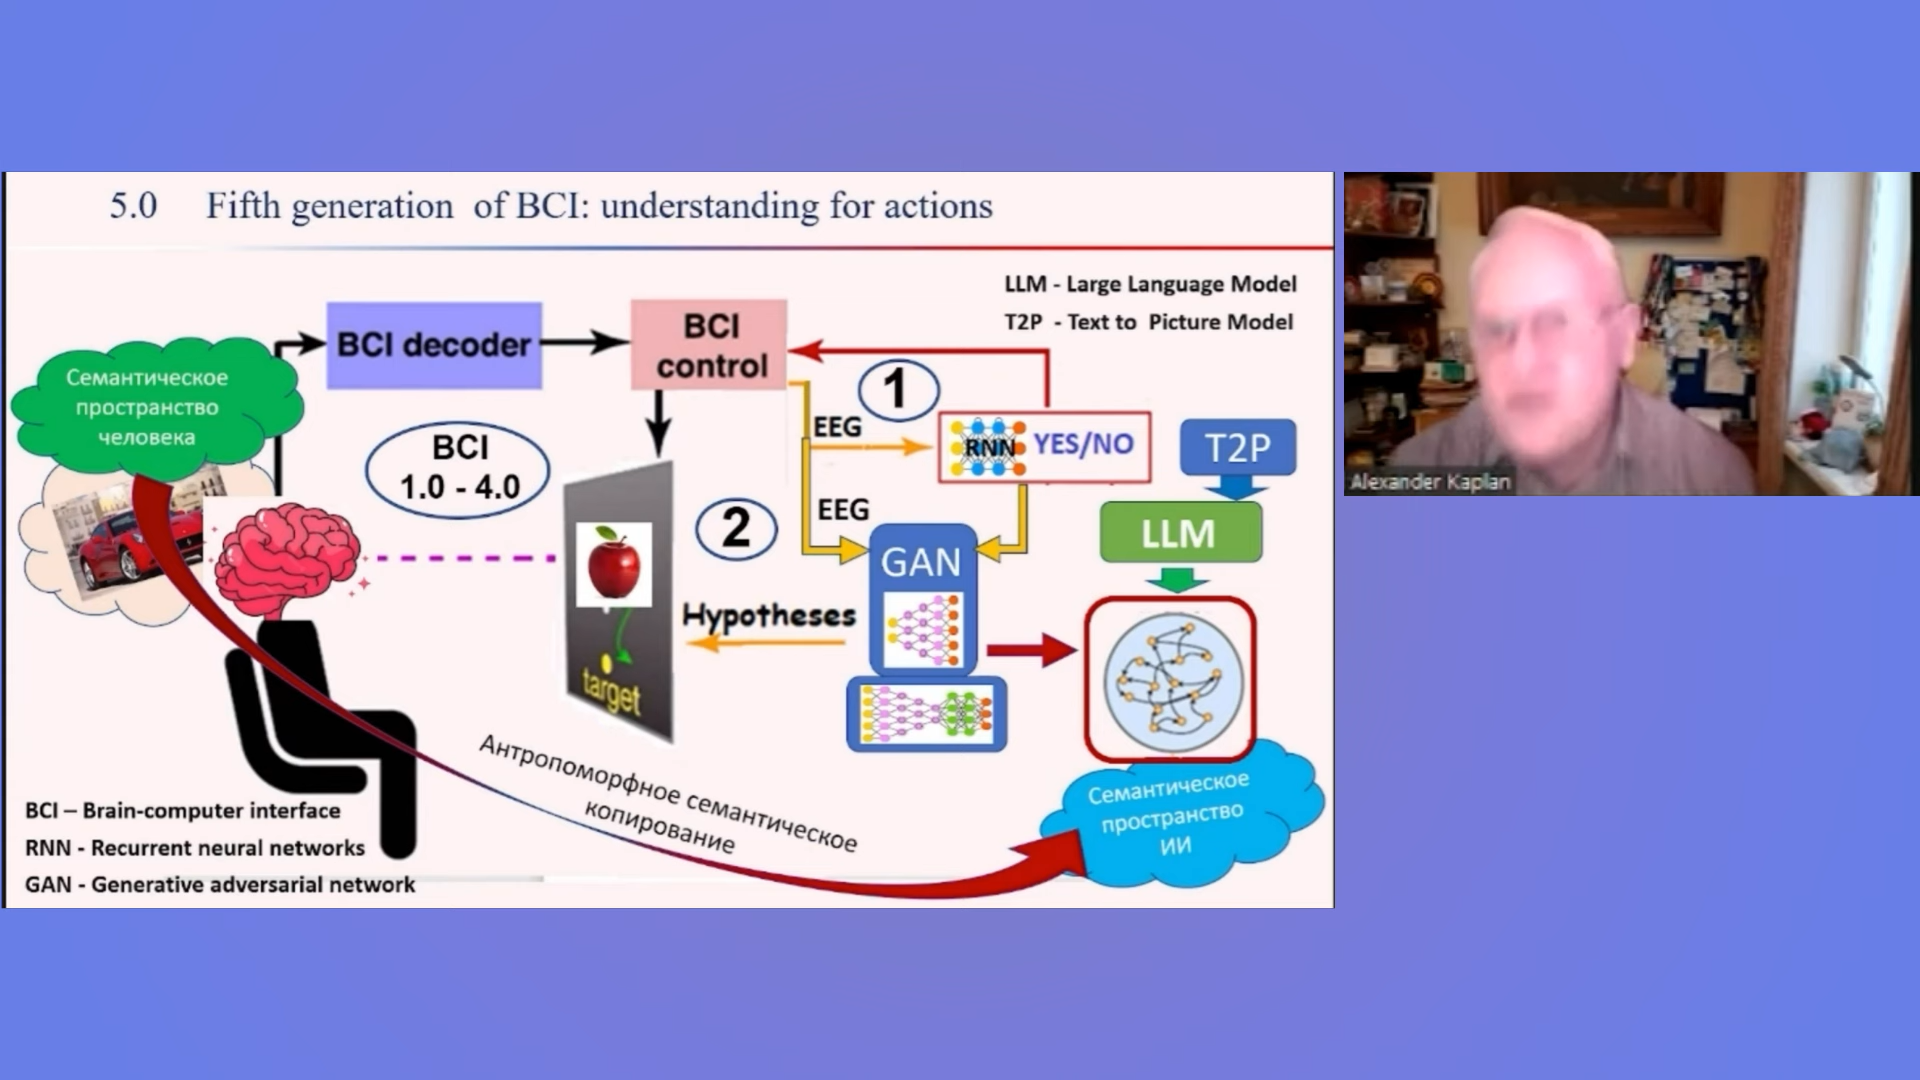 5.0 Fifth generation of BCI: understanding for actions
LLM - Large Language Model
T2P - Text to Picture Model
BCI decoder
BCI
control
Семантическое
пространство
человека
BCI
1.0 - 4.0
1
EEG
RNN
YES/NO
T2P
2
EEG
GAN
LLM
Hypotheses
target
Антропоморфное семантическое
копирование
Семантическое
пространство
ИИ
BCI – Brain-computer interface
RNN - Recurrent neural networks
GAN - Generative adversarial network
Alexander Kaplan